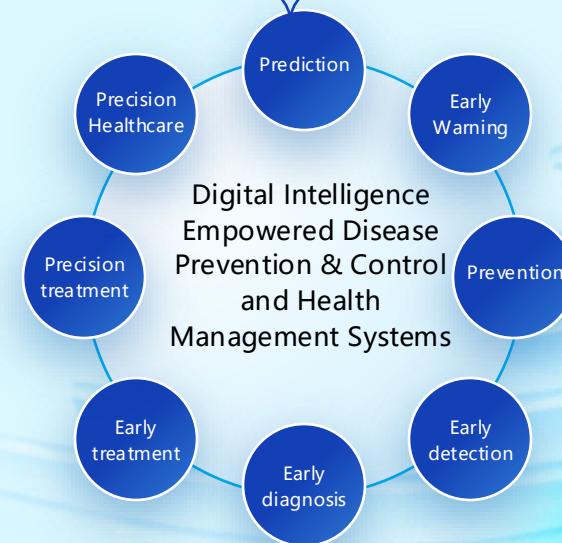 Prediction
Early
Warning
Prevention
Early
detection
Early
diagnosis
Early
treatment
Precision
treatment
Precision
Healthcare
Digital Intelligence
Empowered Disease
Prevention & Control
and Health
Management Systems